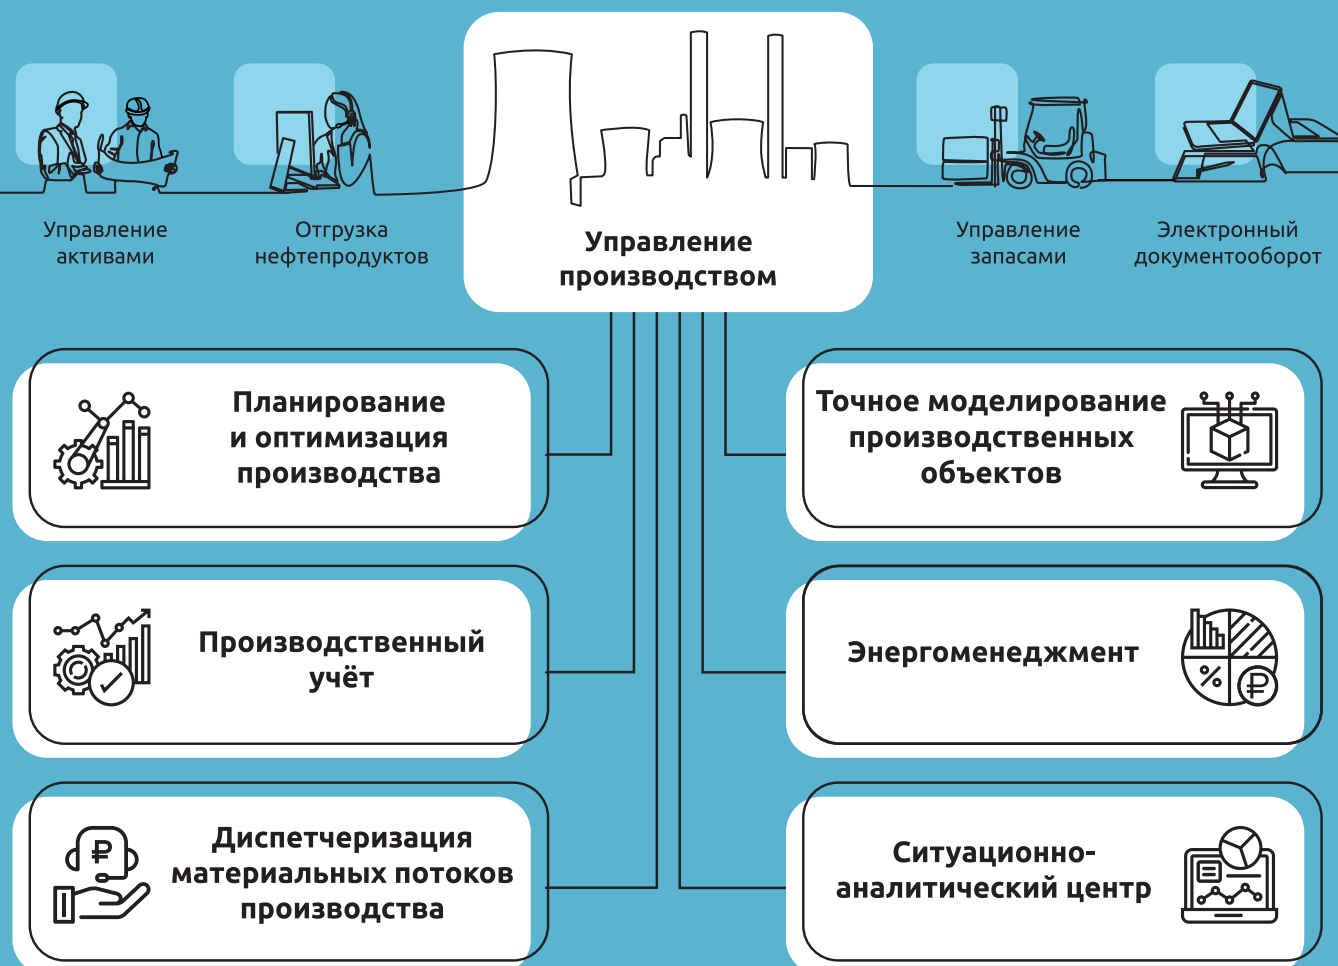 Управление
активами
Отгрузка
нефтепродуктов
Управление
производством
Управление
запасами
Электронный
документооборот
Планирование
и оптимизация
производства
Точное моделирование
производственных
объектов
Производственный
учёт
Энергоменеджмент
%
₽
₽
Диспетчеризация
материальных потоков
производства
Ситуационно-
аналитический центр